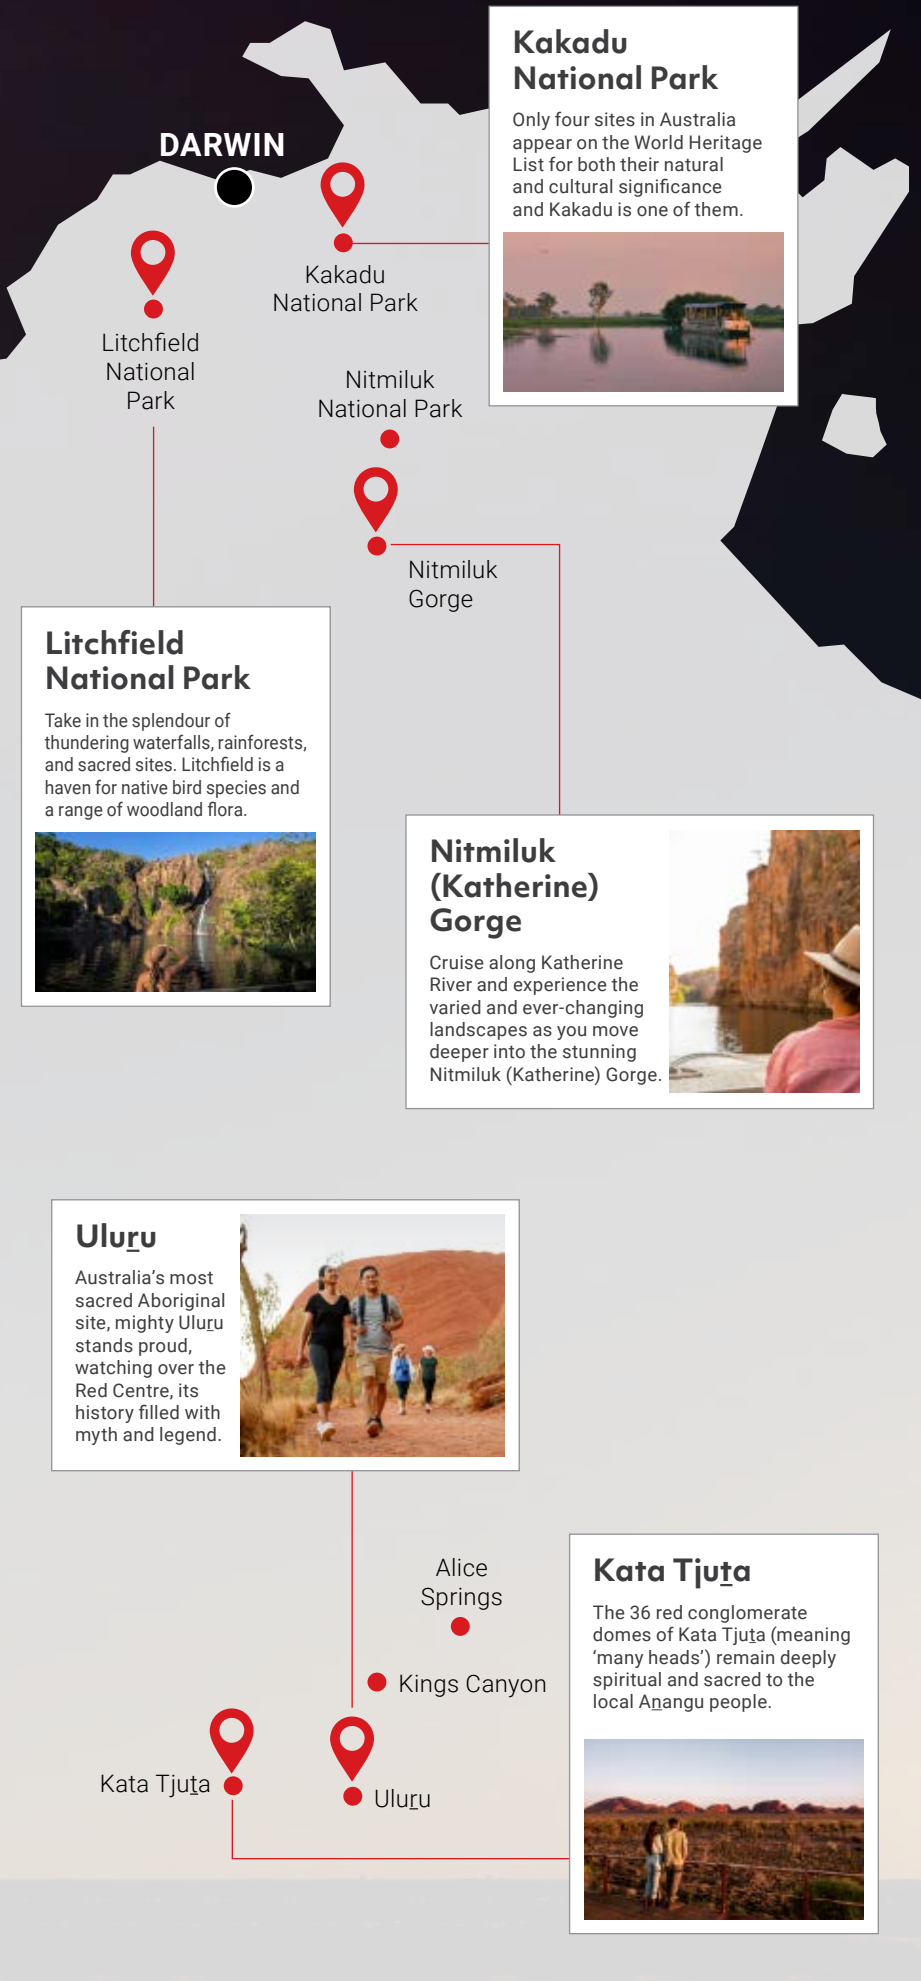 Kakadu
National Park
Only four sites in Australia
appear on the World Heritage
List for both their natural
and cultural significance
and Kakadu is one of them.
DARWIN
Kakadu
National Park
Litchfield
National
Park
Nitmiluk
National Park
Nitmiluk
Gorge
Litchfield
National Park
Take in the splendour of
thundering waterfalls, rainforests,
and sacred sites. Litchfield is a
haven for native bird species and
a range of woodland flora.
Nitmiluk
(Katherine)
Gorge
Cruise along Katherine
River and experience the
varied and ever-changing
landscapes as you move
deeper into the stunning
Nitmiluk (Katherine) Gorge.
Uluṟu
Australia’s most
sacred Aboriginal
site, mighty Uluṟu
stands proud,
watching over the
Red Centre, its
history filled with
myth and legend.
Alice
Springs
Kings Canyon
Kata Tjuṯa
Uluṟu
Kata Tjuṯa
The 36 red conglomerate
domes of Kata Tjuṯa (meaning
‘many heads’) remain deeply
spiritual and sacred to the
local Aṉangu people.